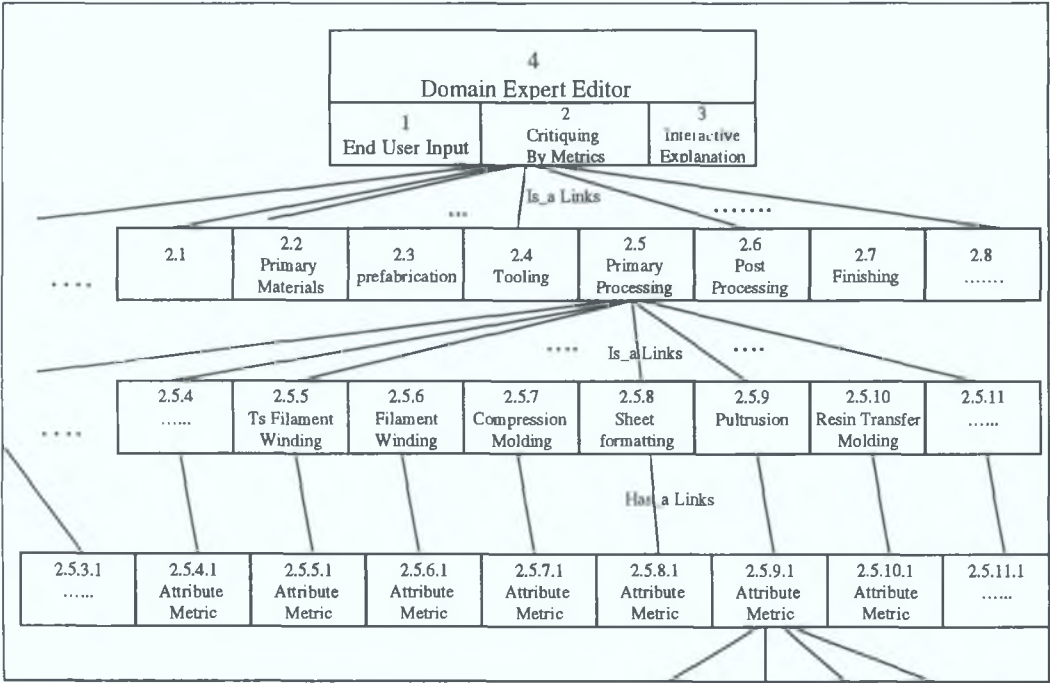 4
Domain Expert Editor
1
End User Input
2
Critiquing
By Metrics
3
Interactive
Explanation
Is_a Links
...
.......
....
2.1
2.2
Primary
Materials
2.3
prefabrication
2.4
Tooling
2.5
Primary
Processing
2.6
Post
Processing
2.7
Finishing
2.8
.......
....
Is_a Links
....
....
2.5.4
......
2.5.5
Ts Filament
Winding
2.5.6
Filament
Winding
2.5.7
Compression
Molding
2.5.8
Sheet
formatting
2.5.9
Pultrusion
2.5.10
Resin Transfer
Molding
2.5.11
......
Has_a Links
2.5.3.1
......
2.5.4.1
Attribute
Metric
2.5.5.1
Attribute
Metric
2.5.6.1
Attribute
Metric
2.5.7.1
Attribute
Metric
2.5.8.1
Attribute
Metric
2.5.9.1
Attribute
Metric
2.5.10.1
Attribute
Metric
2.5.11.1
......